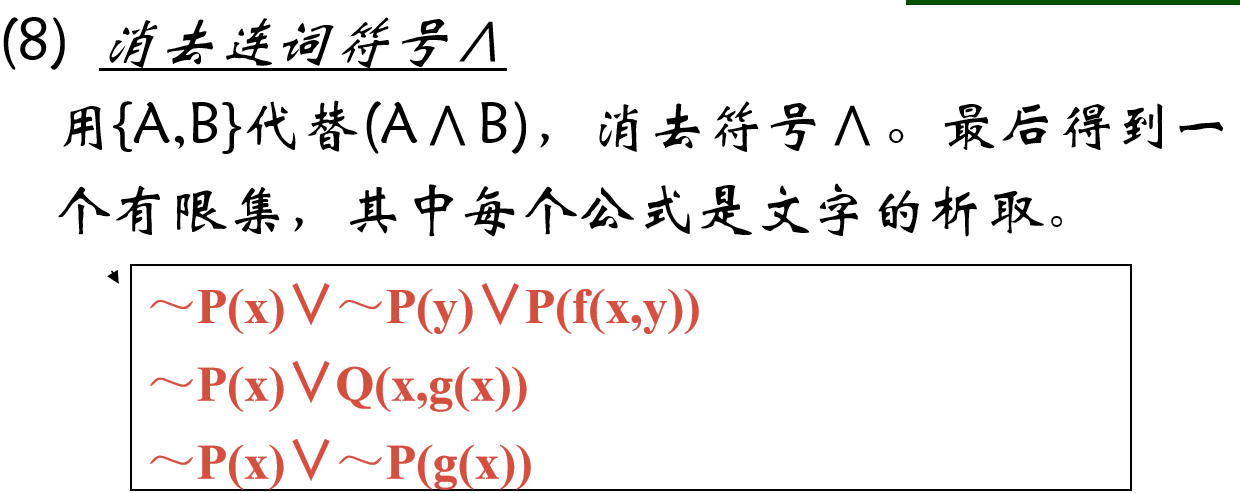 (8) 消去连词符号∧
用{A,B}代替(A∧B)，消去符号∧。最后得到一
个有限集，其中每个公式是文字的析取。
～P(x)∨～P(y)∨P(f(x,y))
～P(x)∨Q(x,g(x))
～P(x)∨～P(g(x))